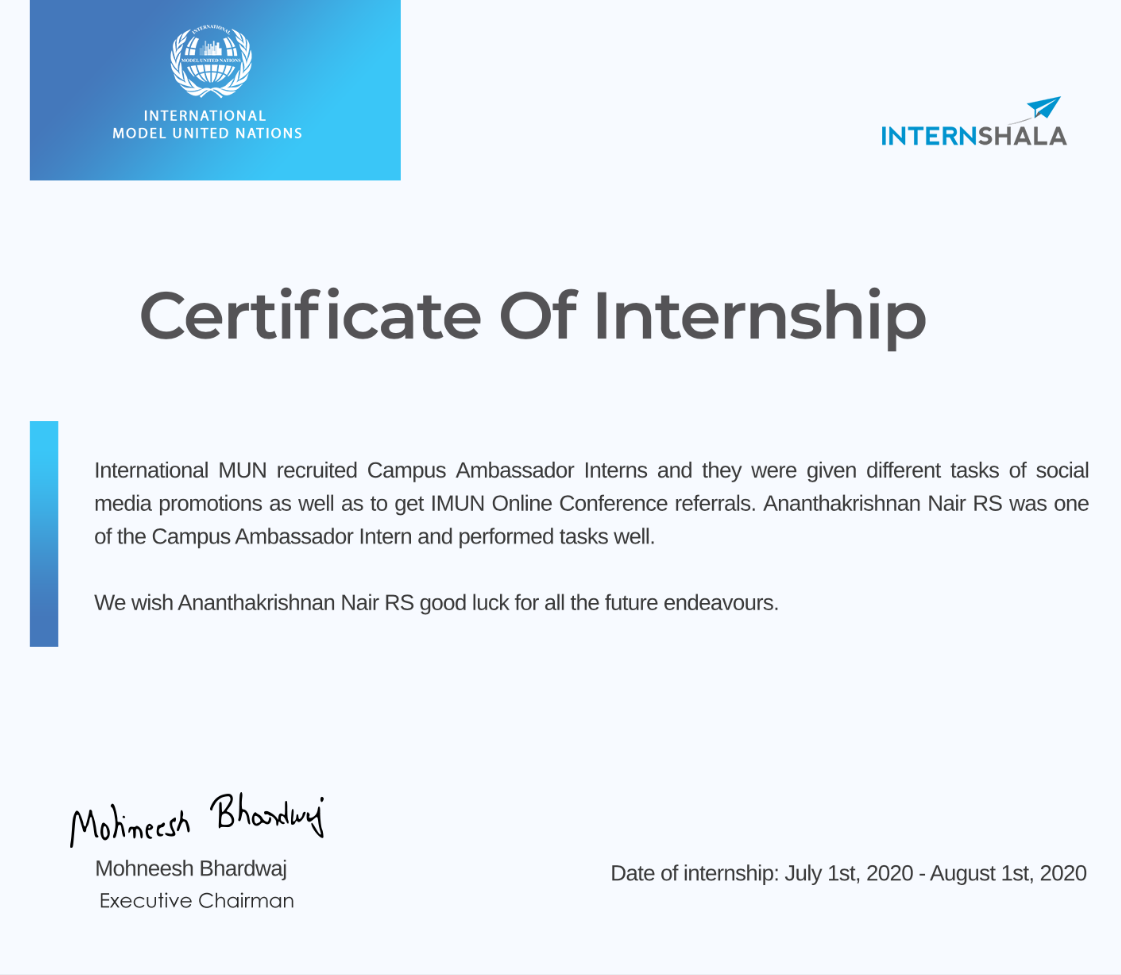 INTERNATIONAL
MODEL UNITED NATIONS
INTERNATIONAL
MODEL UNITED NATIONS
INTERNSHALA
Certificate Of Internship
International MUN recruited Campus Ambassador Interns and they were given different tasks of social
media promotions as well as to get IMUN Online Conference referrals. Ananthakrishnan Nair RS was one
of the Campus Ambassador Intern and performed tasks well.
We wish Ananthakrishnan Nair RS good luck for all the future endeavours.
Mohneesh Bhardwaj
Mohneesh Bhardwaj
Executive Chairman
Date of internship: July 1st, 2020 - August 1st, 2020